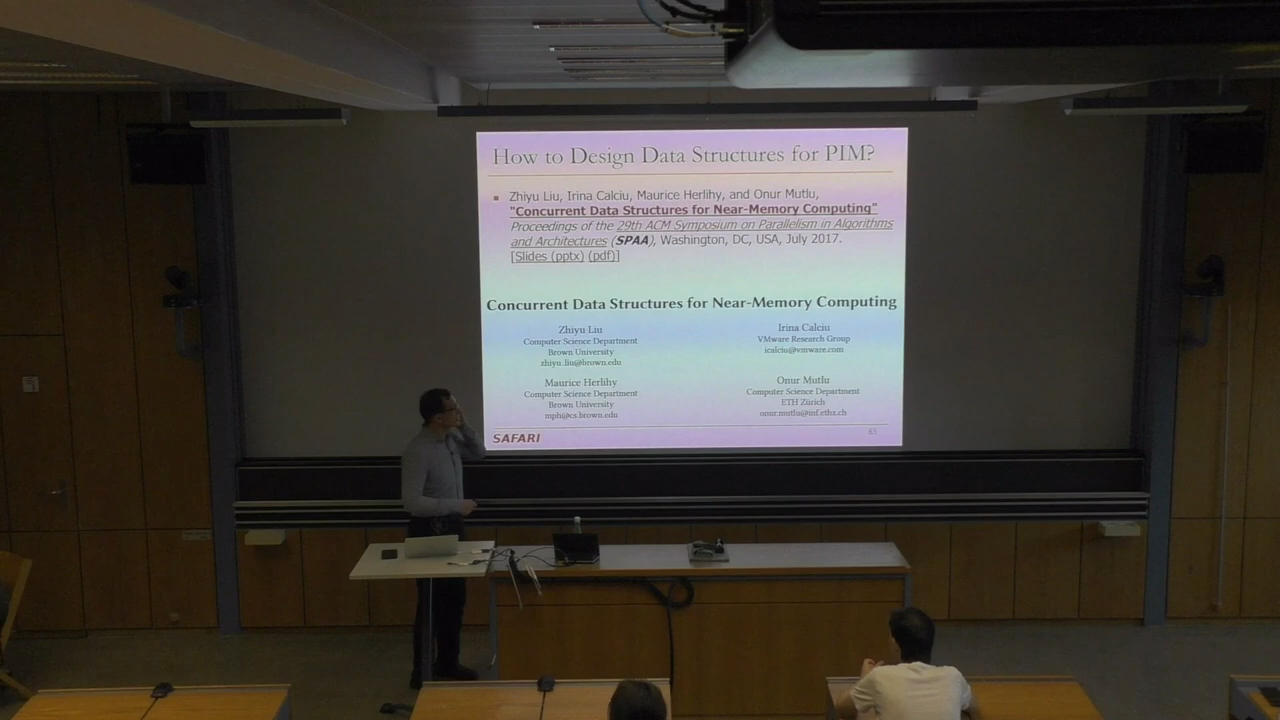 How to Design Data Structures for PIM?
Zhiyu Liu, Irina Calciu, Maurice Herlihy, and Onur Mutlu,
"Concurrent Data Structures for Near-Memory Computing"
Proceedings of the 29th ACM Symposium on Parallelism in Algorithms
and Architectures (SPAA), Washington, DC, USA, July 2017.
[Slides (pptx) (pdf)]
Concurrent Data Structures for Near-Memory Computing
Zhiyu Liu
Computer Science Department
Brown University
zhiyu_liu@brown.edu
Irina Calciu
VMware Research Group
icalciu@vmware.com
Maurice Herlihy
Computer Science Department
Brown University
mph@cs.brown.edu
Onur Mutlu
Computer Science Department
ETH Zürich
onur.mutlu@inf.ethz.ch
SAFARI